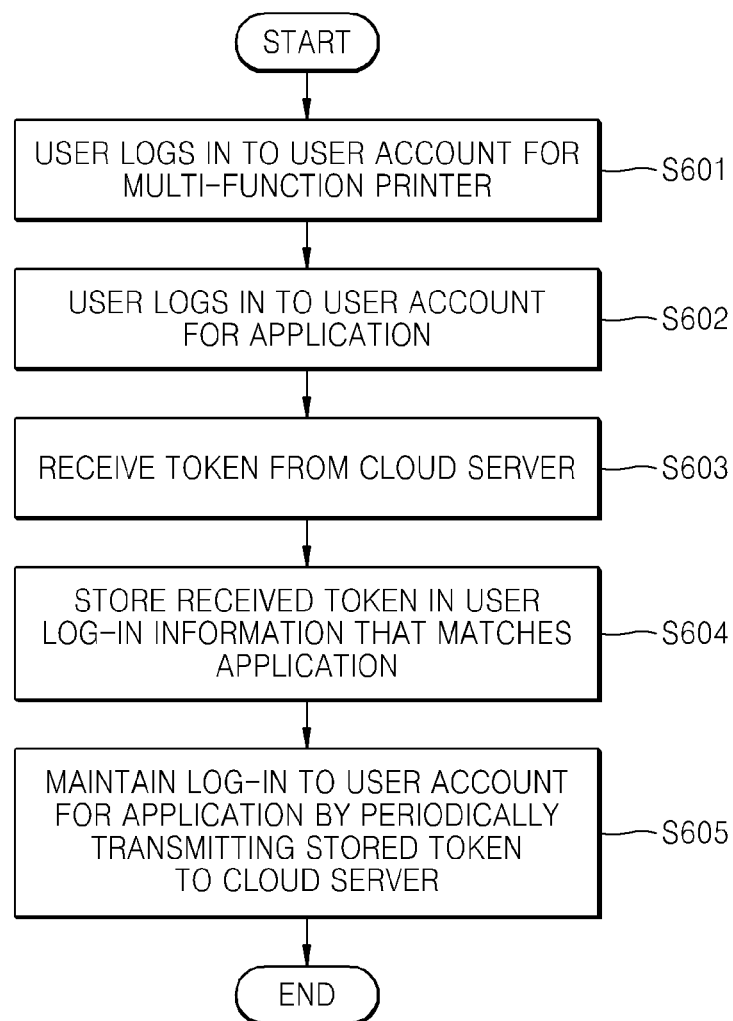 START
USER LOGS IN TO USER ACCOUNT FOR
MULTI-FUNCTION PRINTER
S601
USER LOGS IN TO USER ACCOUNT
FOR APPLICATION
S602
RECEIVE TOKEN FROM CLOUD SERVER
S603
STORE RECEIVED TOKEN IN USER
LOG-IN INFORMATION THAT MATCHES
APPLICATION
S604
MAINTAIN LOG-IN TO USER ACCOUNT
FOR APPLICATION BY PERIODICALLY
TRANSMITTING STORED TOKEN
TO CLOUD SERVER
S605
END